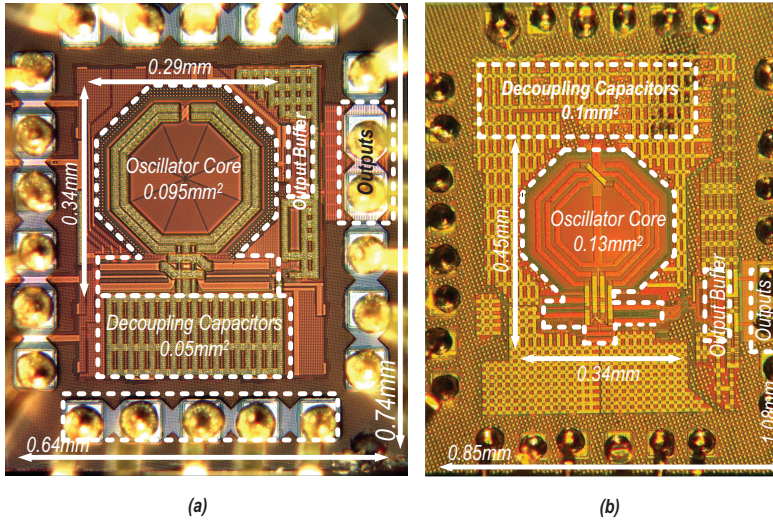 0.29mm
0.34mm
Oscillator Core
0.095mm²
Output Buffer
Outputs
Decoupling Capacitors
0.05mm²
0.64mm
0.74mm
(a)
Decoupling Capacitors
0.1mm²
0.45mm
Oscillator Core
0.13mm²
Output Buffer
Outputs
0.34mm
0.85mm
1.08mm
(b)